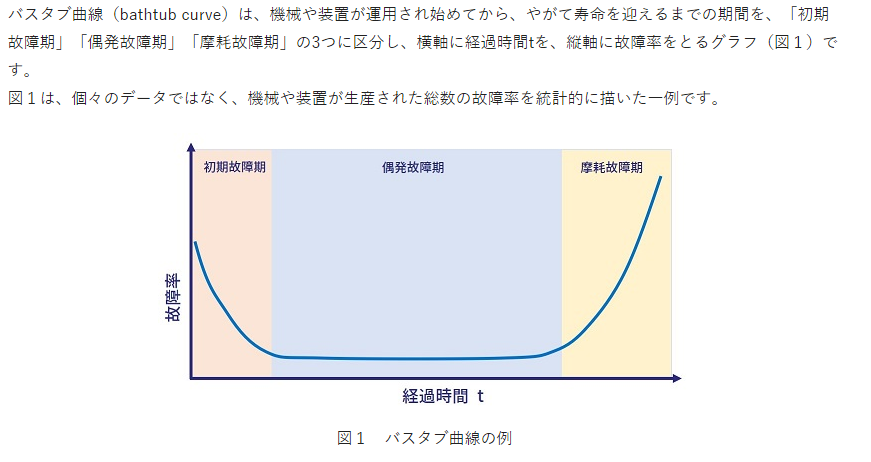 バスタブ曲線（bathtub curve）は、機械や装置が運用され始めてから、やがて寿命を迎えるまでの期間を、「初期
故障期」「偶発故障期」「摩耗故障期」の3つに区分し、横軸に経過時間tを、縦軸に故障率をとるグラフ（図１）で
す。
図１は、個々のデータではなく、機械や装置が生産された総数の故障率を統計的に描いた一例です。
初期故障期
偶発故障期
摩耗故障期
故障率
経過時間 t
図１　バスタブ曲線の例